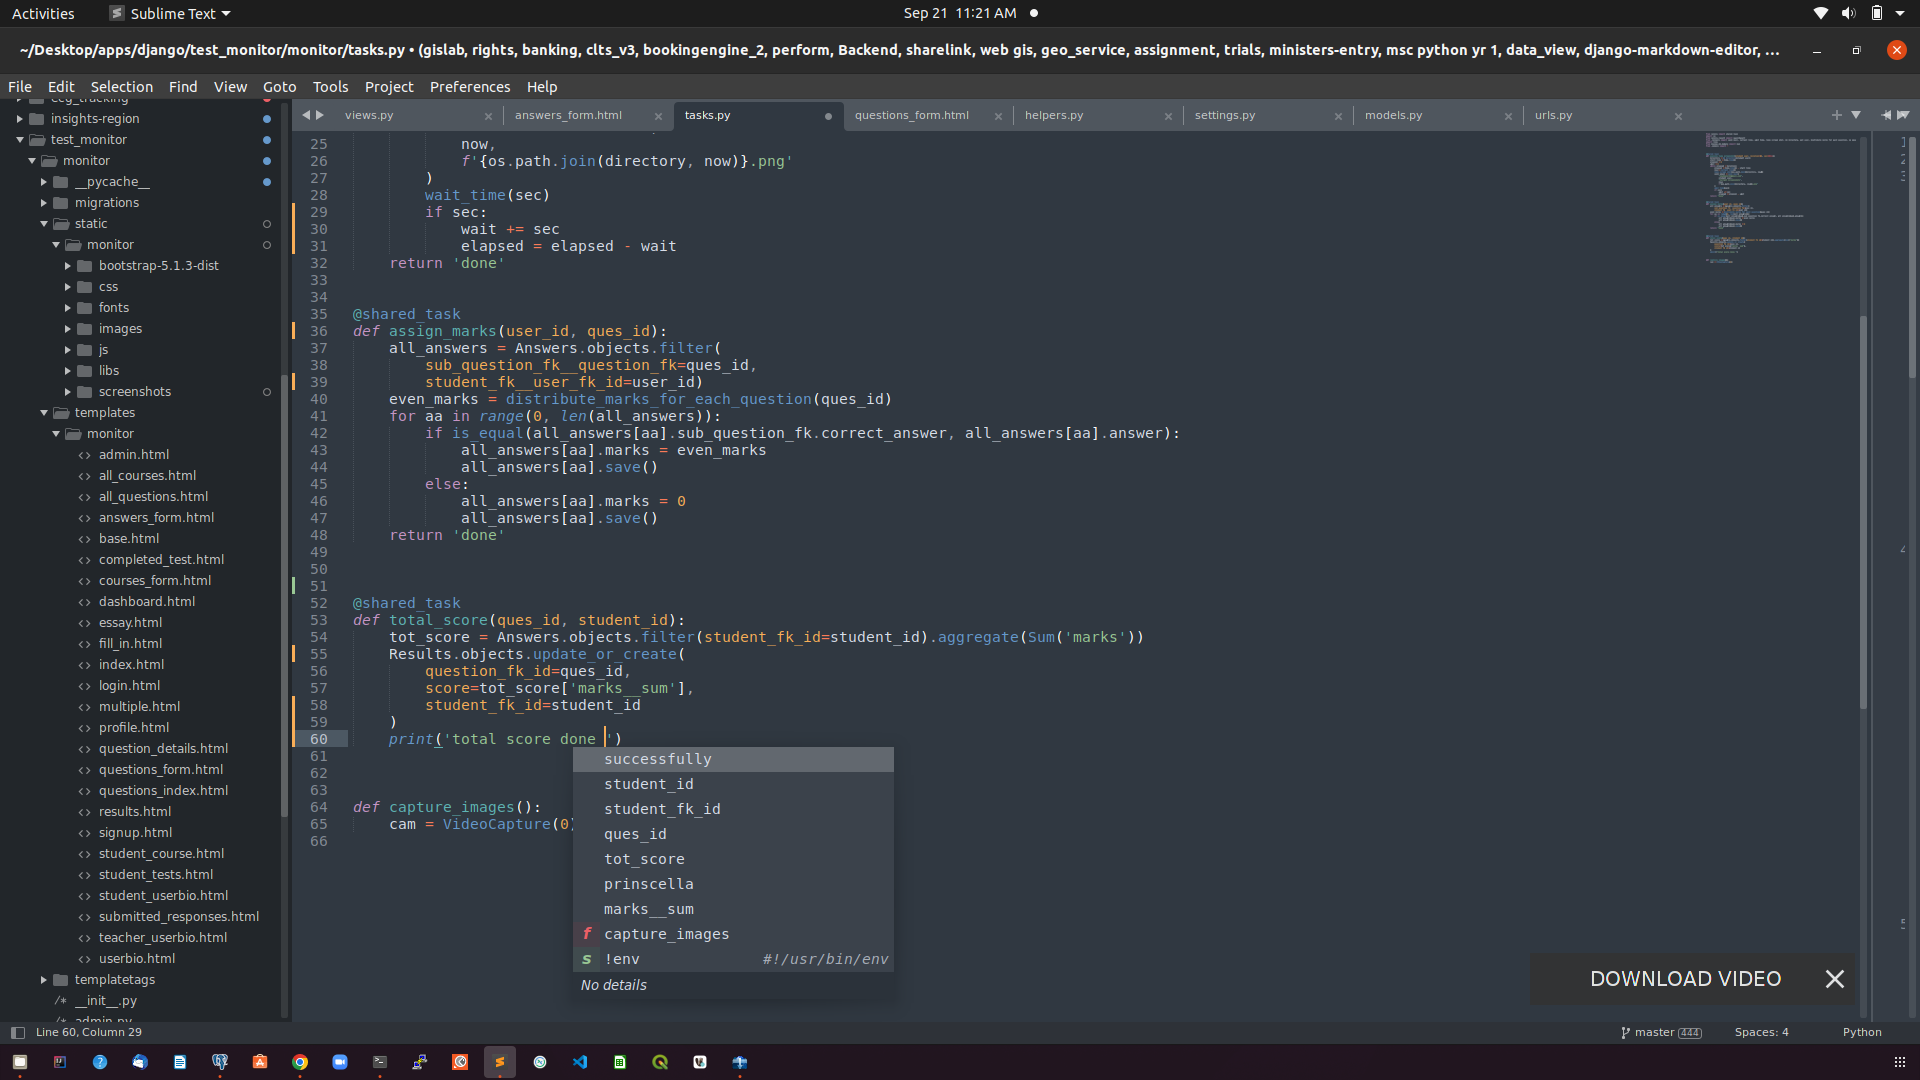 Activities
Sublime Text
Sep 21 11:21 AM
~/Desktop/apps/django/test_monitor/monitor/tasks.py • (gislab, rights, banking, clts_v3, bookingengine_2, perform, Backend, sharelink, web gis, geo_service, assignment, trials, ministers-entry, msc python yr 1, data_view, django-markdown-editor, ...
File Edit Selection Find View Goto Tools Project Preferences Help
insights-region
test_monitor
monitor
__pycache__
migrations
static
monitor
bootstrap-5.1.3-dist
css
fonts
images
js
libs
screenshots
templates
monitor
admin.html
all_courses.html
all_questions.html
answers_form.html
base.html
completed_test.html
courses_form.html
dashboard.html
essay.html
fill_in.html
index.html
login.html
multiple.html
profile.html
question_details.html
questions_form.html
questions_index.html
results.html
signup.html
student_course.html
student_tests.html
student_userbio.html
submitted_responses.html
teacher_userbio.html
userbio.html
templatetags
/* __init__.py
/* admin.py
views.py answers_form.html tasks.py questions_form.html helpers.py settings.py models.py urls.py
25 now,
26 f'{os.path.join(directory, now)}.png'
27 )
28 wait_time(sec)
29 if sec:
30 wait += sec
31 elapsed = elapsed - wait
32 return 'done'
33
34
35 @shared_task
36 def assign_marks(user_id, ques_id):
37 all_answers = Answers.objects.filter(
38 sub_question_fk__question_fk=ques_id,
39 student_fk__user_fk_id=user_id)
40 even_marks = distribute_marks_for_each_question(ques_id)
41 for aa in range(0, len(all_answers)):
42 if is_equal(all_answers[aa].sub_question_fk.correct_answer, all_answers[aa].answer):
43 all_answers[aa].marks = even_marks
44 all_answers[aa].save()
45 else:
46 all_answers[aa].marks = 0
47 all_answers[aa].save()
48 return 'done'
49
50
51
52 @shared_task
53 def total_score(ques_id, student_id):
54 tot_score = Answers.objects.filter(student_fk_id=student_id).aggregate(Sum('marks'))
55 Results.objects.update_or_create(
56 question_fk_id=ques_id,
57 score=tot_score['marks__sum'],
58 student_fk_id=student_id
59 )
60 print('total score done ')
61
62
63
64 def capture_images():
65 cam = VideoCapture(0)
66
successfully
student_id
student_fk_id
ques_id
tot_score
prinscella
marks__sum
f capture_images
s !env #!/usr/bin/env
No details
DOWNLOAD VIDEO
Line 60, Column 29
master 444
Spaces: 4
Python